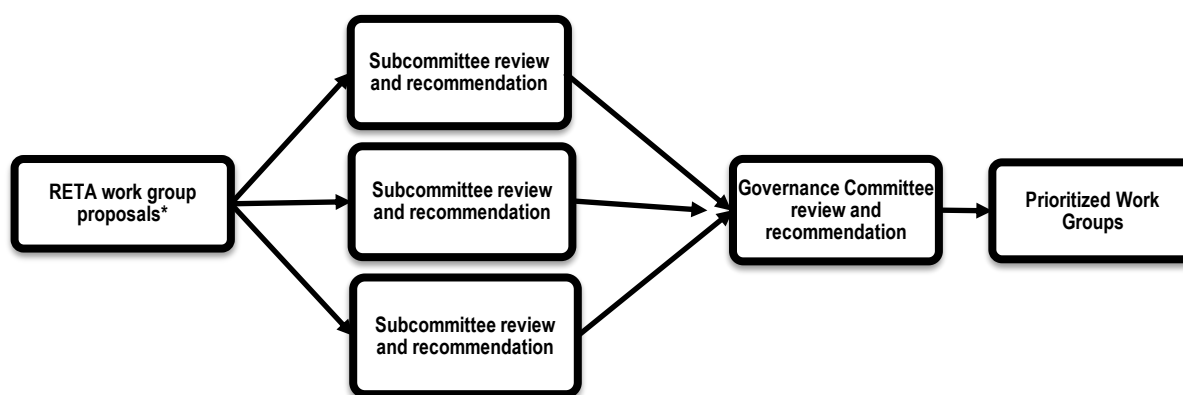 RETA work group
proposals*
Subcommittee review
and recommendation
Subcommittee review
and recommendation
Subcommittee review
and recommendation
Governance Committee
review and
recommendation
Prioritized Work
Groups